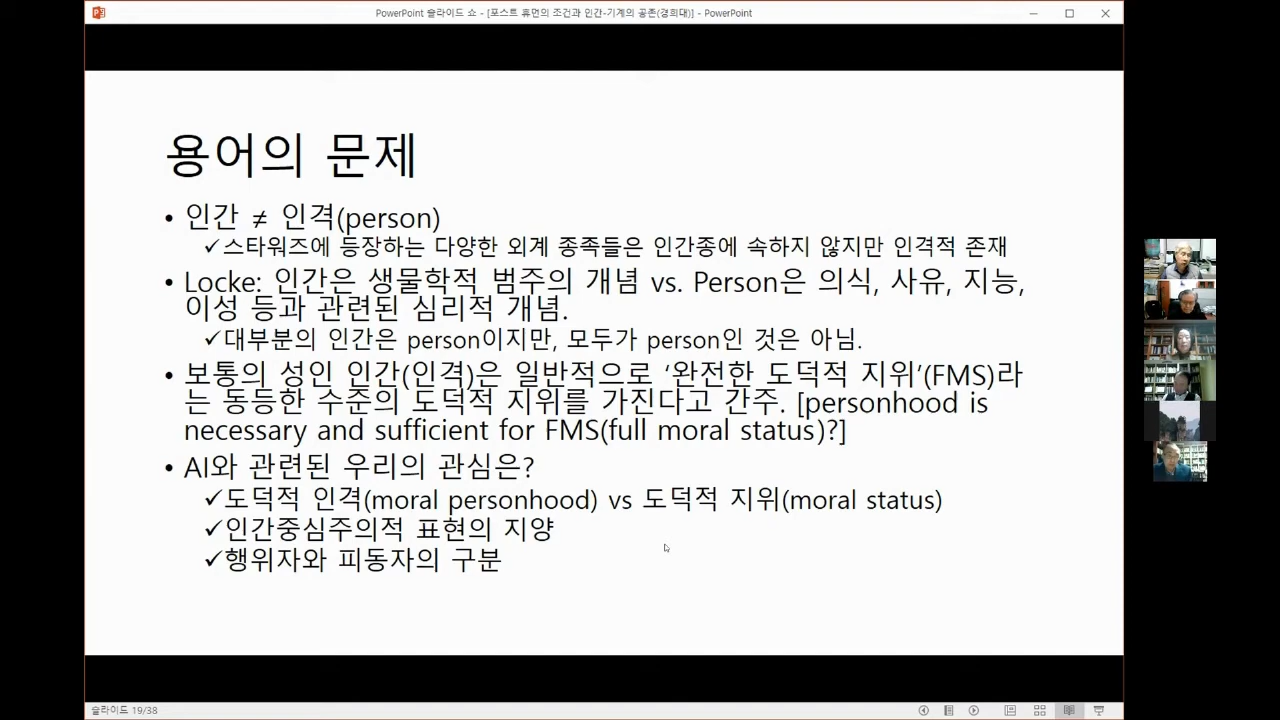 PowerPoint 슬라이드 쇼 - [포스트 휴먼의 조건과 인간-기계의 공존(경희대)] - PowerPoint
용어의 문제
• 인간 ≠ 인격(person)
✓스타워즈에 등장하는 다양한 외계 종족들은 인간종에 속하지 않지만 인격적 존재
• Locke: 인간은 생물학적 범주의 개념 vs. Person은 의식, 사유, 지능,
이성 등과 관련된 심리적 개념.
✓대부분의 인간은 person이지만, 모두가 person인 것은 아님.
• 보통의 성인 인간(인격)은 일반적으로 ‘완전한 도덕적 지위’(FMS)라
는 동등한 수준의 도덕적 지위를 가진다고 간주. [personhood is
necessary and sufficient for FMS(full moral status)?]
• AI와 관련된 우리의 관심은?
✓도덕적 인격(moral personhood) vs 도덕적 지위(moral status)
✓인간중심주의적 표현의 지양
✓행위자와 피동자의 구분
슬라이드 19/38